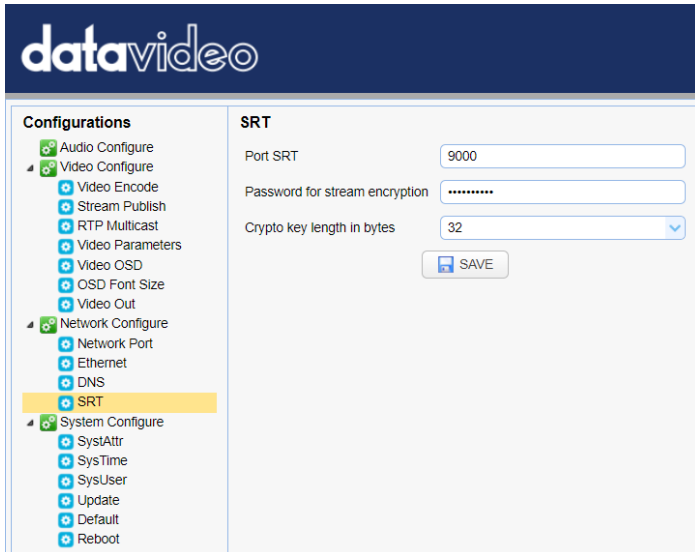 datavideo
Configurations
Audio Configure
Video Configure
Video Encode
Stream Publish
RTP Multicast
Video Parameters
Video OSD
OSD Font Size
Video Out
Network Configure
Network Port
Ethernet
DNS
SRT
System Configure
SystAttr
SysTime
SysUser
Update
Default
Reboot
SRT
Port SRT 9000
Password for stream encryption ••••••••••
Crypto key length in bytes 32
SAVE